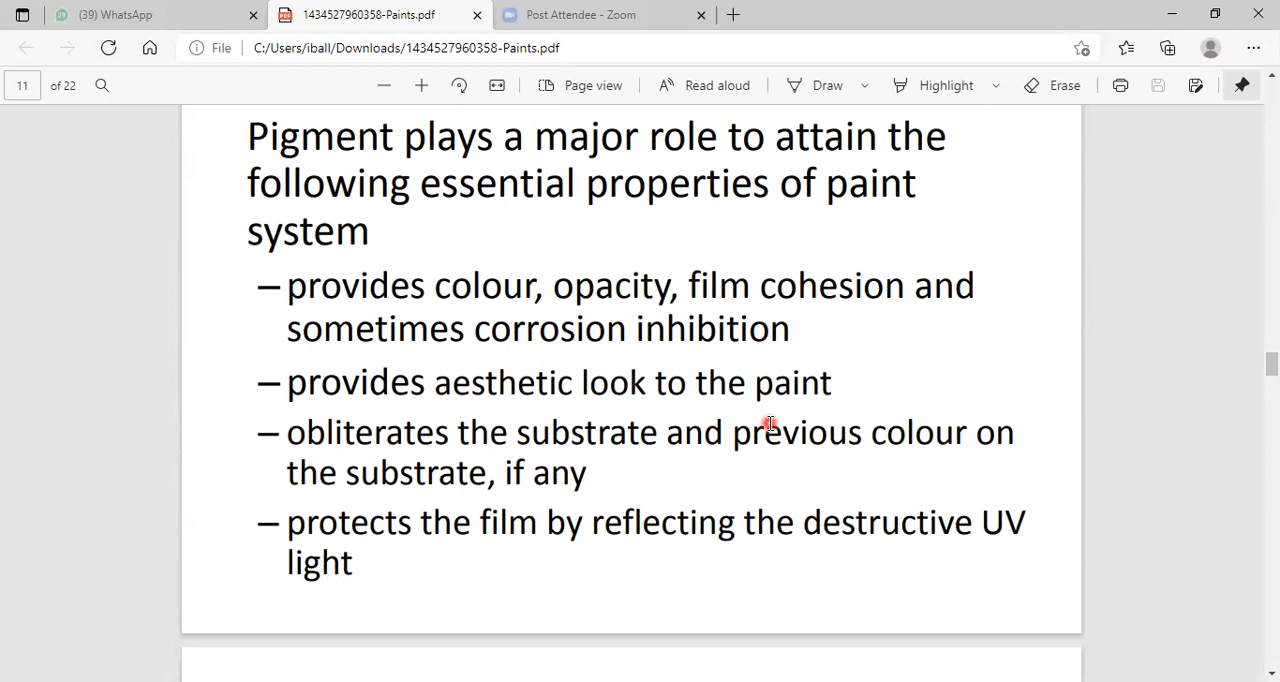 (39) WhatsApp
1434527960358-Paints.pdf
Post Attendee - Zoom
File
C:/Users/iball/Downloads/1434527960358-Paints.pdf
11 of 22
Page view
Read aloud
Draw
Highlight
Erase
Pigment plays a major role to attain the
following essential properties of paint
system
– provides colour, opacity, film cohesion and
sometimes corrosion inhibition
– provides aesthetic look to the paint
– obliterates the substrate and previous colour on
the substrate, if any
– protects the film by reflecting the destructive UV
light